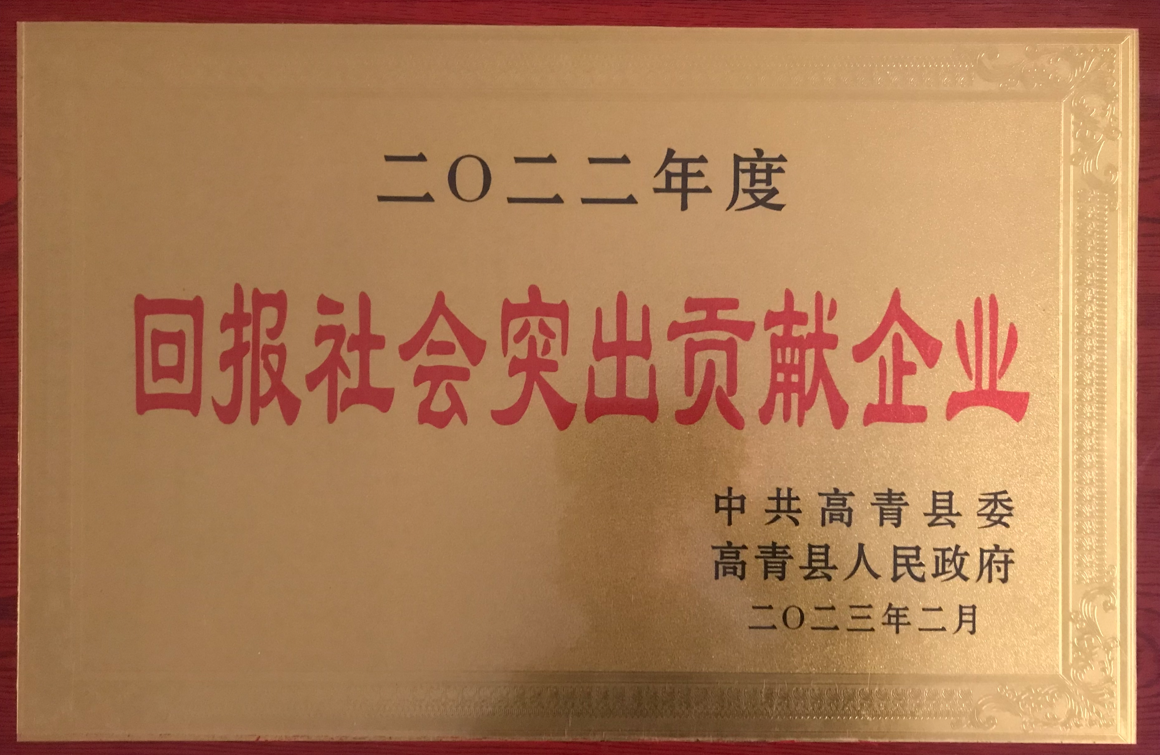 二〇二二年度
回报社会突出贡献企业
中共高青县委
高青县人民政府
二〇二三年二月